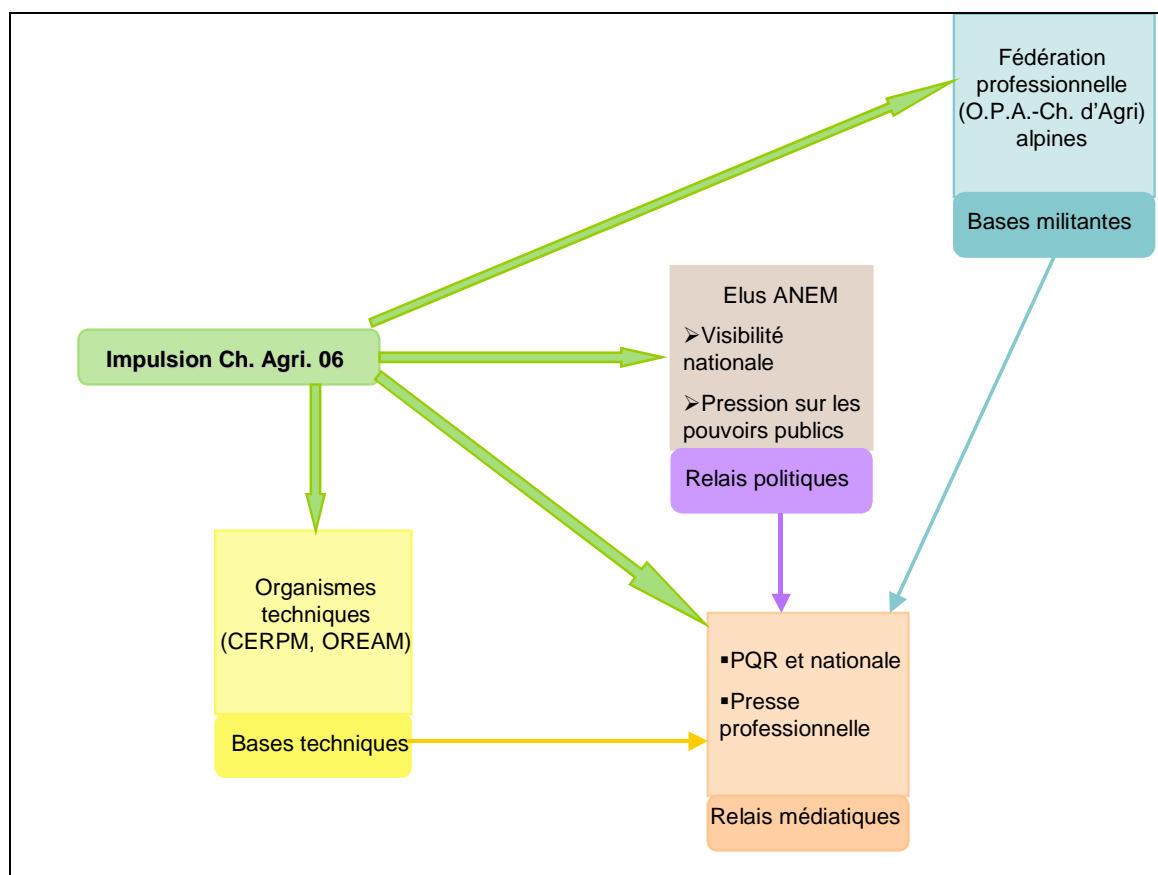 Fédération
professionnelle
(O.P.A.-Ch. d'Agri)
alpines
Bases militantes
Elus ANEM
➢Visibilité
nationale
➢Pression sur les
pouvoirs publics
Relais politiques
Impulsion Ch. Agri. 06
Organismes
techniques
(CERPM, OREAM)
Bases techniques
▪PQR et nationale
▪Presse
professionnelle
Relais médiatiques